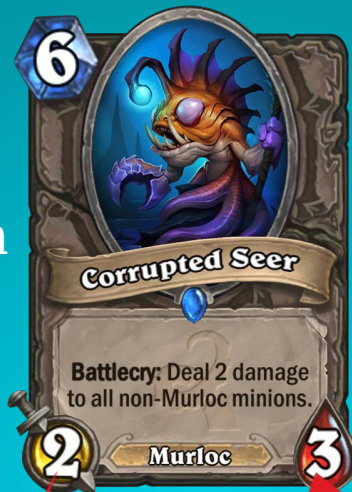 6
Corrupted Seer
Battlecry: Deal 2 damage
to all non-Murloc minions.
2
Murloc
3